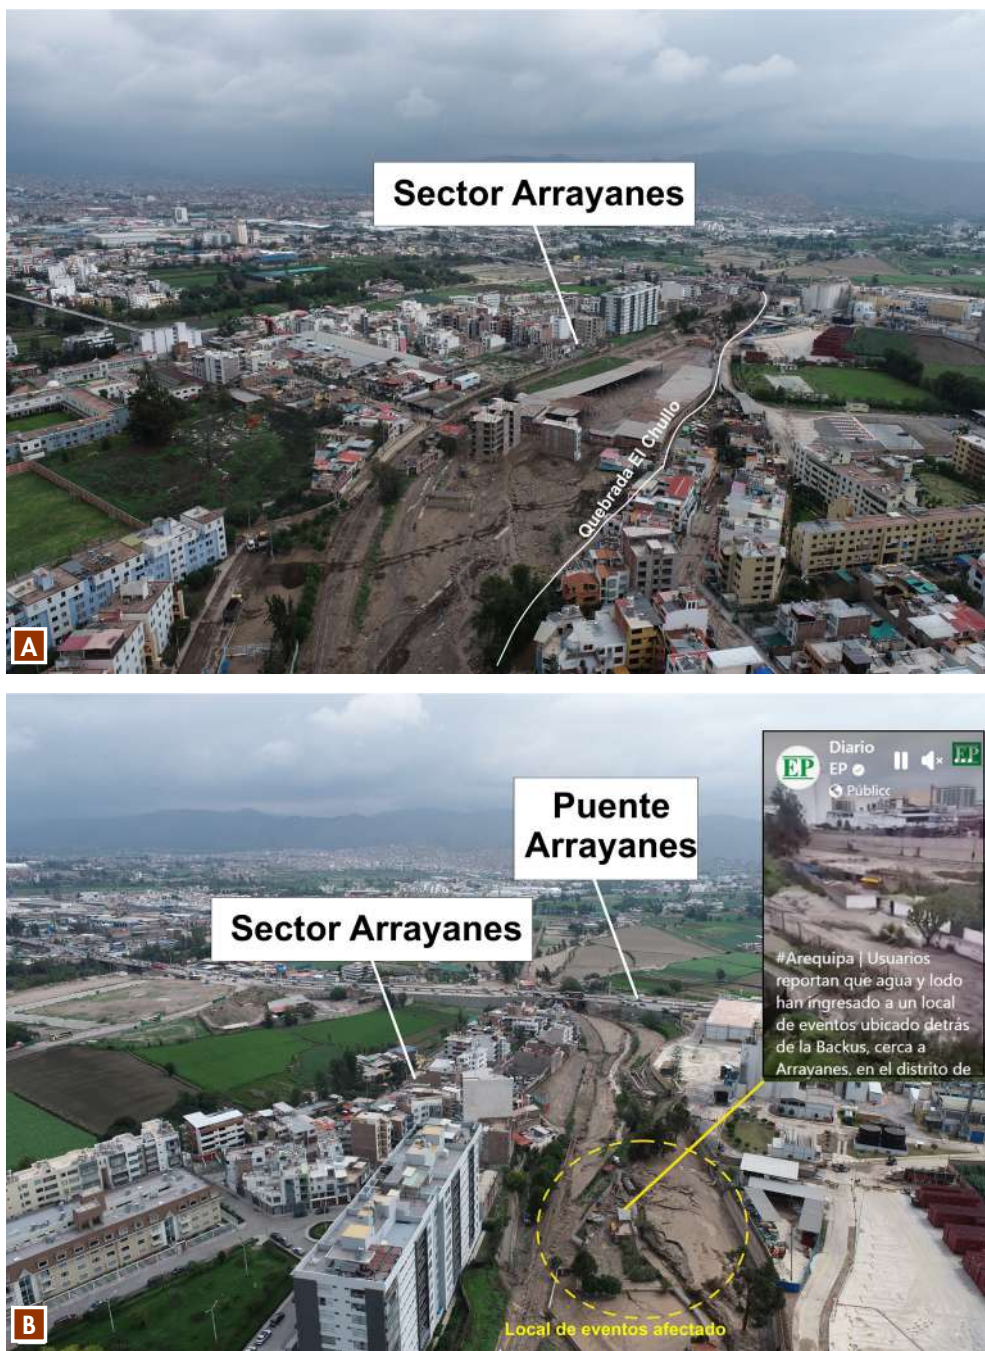 Sector Arrayanes
Quebrada El Chullo
A
Puente
Arrayanes
Sector Arrayanes
EP
Diario
EP
EP
Público
#Arequipa | Usuarios
reportan que agua y lodo
han ingresado a un local
de eventos ubicado detrás
de la Backus, cerca a
Arrayanes, en el distrito de
Local de eventos afectado
B